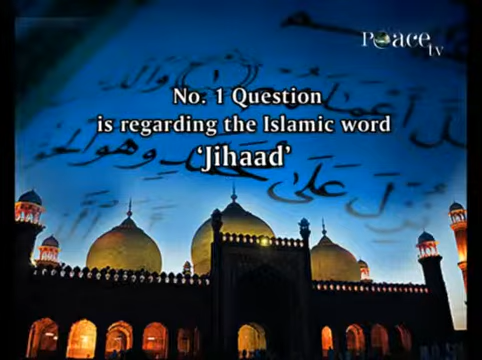 Peace tv
No. 1 Question
is regarding the Islamic word
'Jihaad'
نُزِّلَ عَلَىٰ مُحَمَّدٍ وَهُوَ